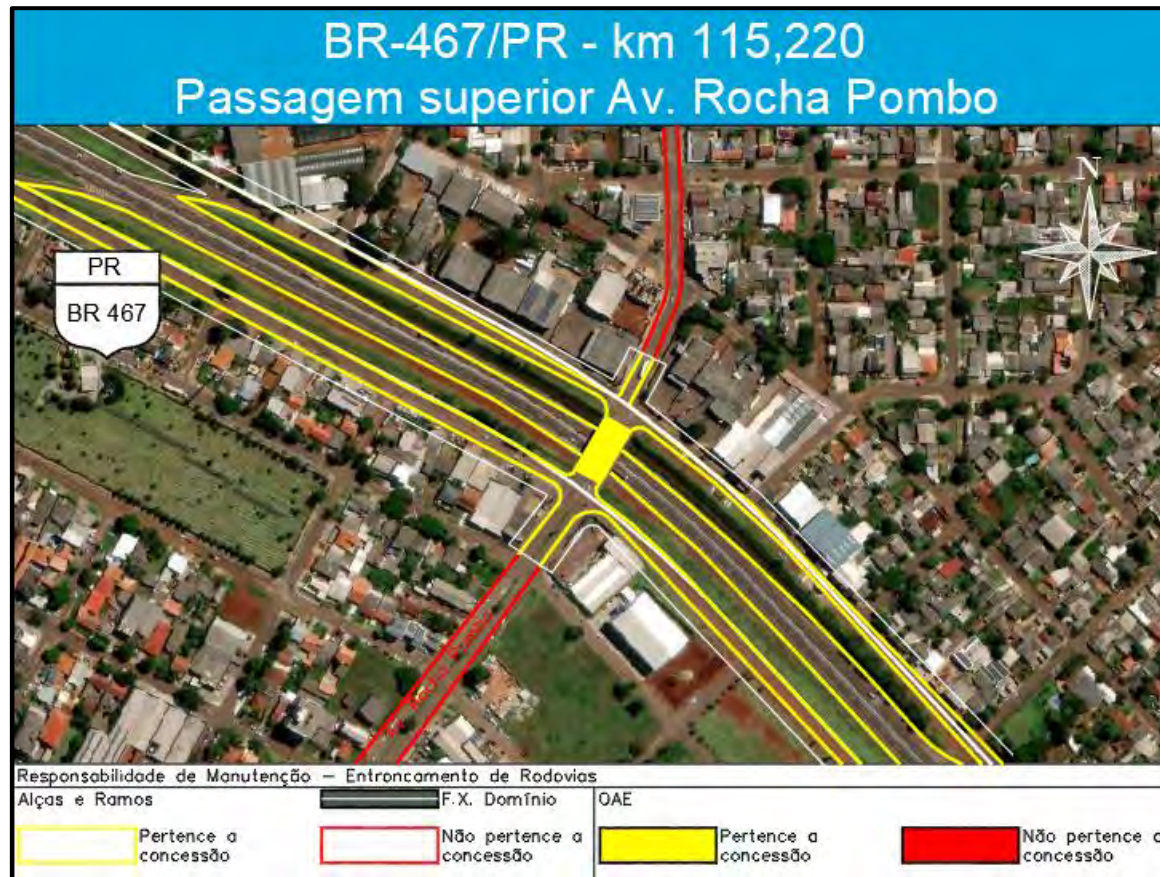 BR-467/PR - km 115,220
Passagem superior Av. Rocha Pombo
N
PR
BR 467
Responsabilidade de Manutenção – Entroncamento de Rodovias
Alças e Ramos
F.X. Domínio
OAE
Pertence a
concessão
Não pertence a
concessão
Pertence a
concessão
Não pertence a
concessão